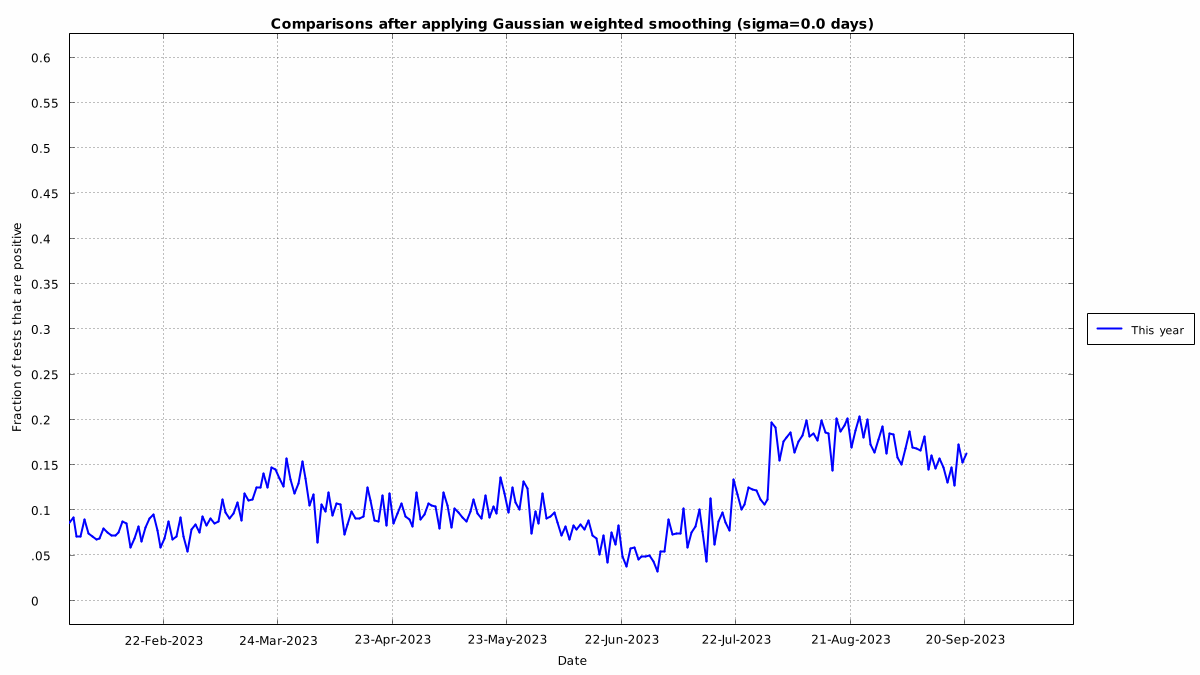 Comparisons after applying Gaussian weighted smoothing (sigma=0.0 days)
0.6
0.55
0.5
0.45
0.4
0.35
0.3
0.25
0.2
0.15
0.1
.05
0
Fraction of tests that are positive
22-Feb-2023 24-Mar-2023 23-Apr-2023 23-May-2023 22-Jun-2023 22-Jul-2023 21-Aug-2023 20-Sep-2023
Date
This year